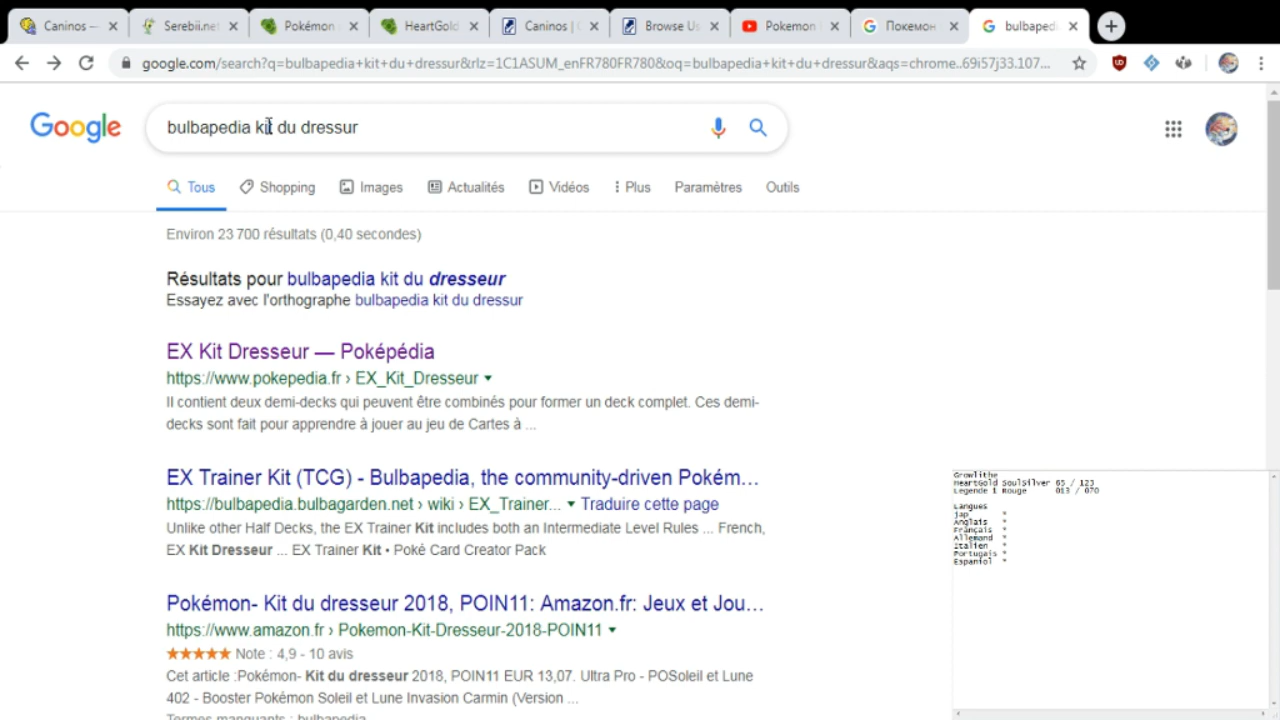 Caninos —
Serebii.net
Pokémon
HeartGold
Caninos |
Browse Us
Pokemon
Покемон
bulbaped
google.com/search?q=bulbapedia+kit+du+dressur&rlz=1C1ASUM_enFR780FR780&oq=bulbapedia+kit+du+dressur&aqs=chrome..69i57j33.107...
Google
bulbapedia kit du dressur
Tous
Shopping
Images
Actualités
Vidéos
Plus
Paramètres
Outils
Environ 23 700 résultats (0,40 secondes)
Résultats pour bulbapedia kit du dresseur
Essayez avec l'orthographe bulbapedia kit du dressur
EX Kit Dresseur — Poképédia
https://www.pokepedia.fr › EX_Kit_Dresseur
Il contient deux demi-decks qui peuvent être combinés pour former un deck complet. Ces demi-
decks sont fait pour apprendre à jouer au jeu de Cartes à ...
EX Trainer Kit (TCG) - Bulbapedia, the community-driven Pokém...
https://bulbapedia.bulbagarden.net › wiki › EX_Trainer... Traduire cette page
Unlike other Half Decks, the EX Trainer Kit includes both an Intermediate Level Rules ... French,
EX Kit Dresseur ... EX Trainer Kit • Poké Card Creator Pack
Pokémon- Kit du dresseur 2018, POIN11: Amazon.fr: Jeux et Jou...
https://www.amazon.fr › Pokemon-Kit-Dresseur-2018-POIN11
Note : 4,9 - 10 avis
Cet article :Pokémon- Kit du dresseur 2018, POIN11 EUR 13,07. Ultra Pro - POSoleil et Lune
402 - Booster Pokémon Soleil et Lune Invasion Carmin (Version ...
Termes manquants : bulbapedia
Growlithe
HeartGold SoulSilver 65 / 123
Legende 1 Rouge 013 / 070
Langues
jap *
Anglais *
Français *
Allemand *
Italien *
Portugais *
Espaniol *